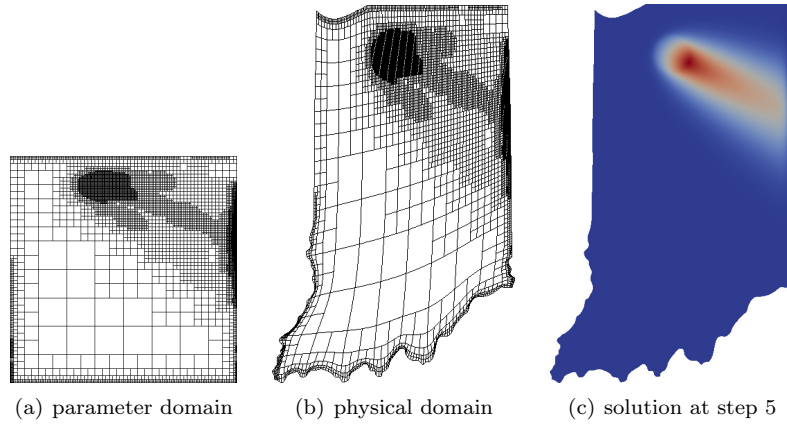 (a) parameter domain
(b) physical domain
(c) solution at step 5